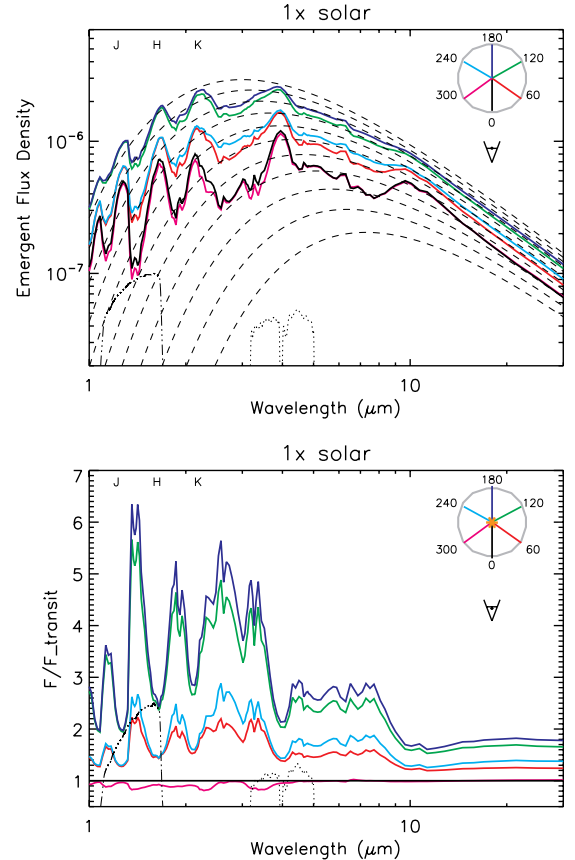 1x solar
J H K
180
240 120
300 60
0
10^-6
10^-7
Emergent Flux Density
1 10
Wavelength (μm)
1x solar
7
J H K
180
240 120
300 60
0
6
5
4
3
2
1
F/F_transit
1 10
Wavelength (μm)